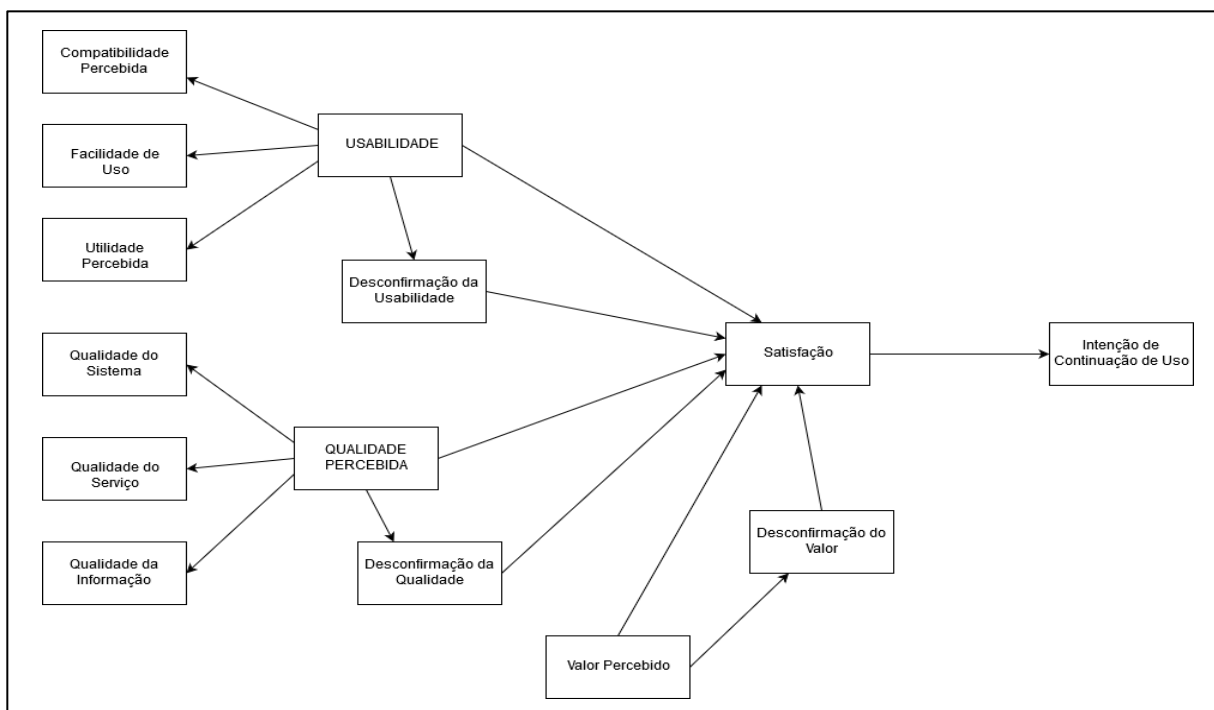 Compatibilidade
Percebida
Facilidade de
Uso
Utilidade
Percebida
USABILIDADE
Desconfirmação da
Usabilidade
Qualidade do
Sistema
Qualidade do
Serviço
Qualidade da
Informação
QUALIDADE
PERCEBIDA
Desconfirmação da
Qualidade
Satisfação
Desconfirmação do
Valor
Valor Percebido
Intenção de
Continuação de Uso